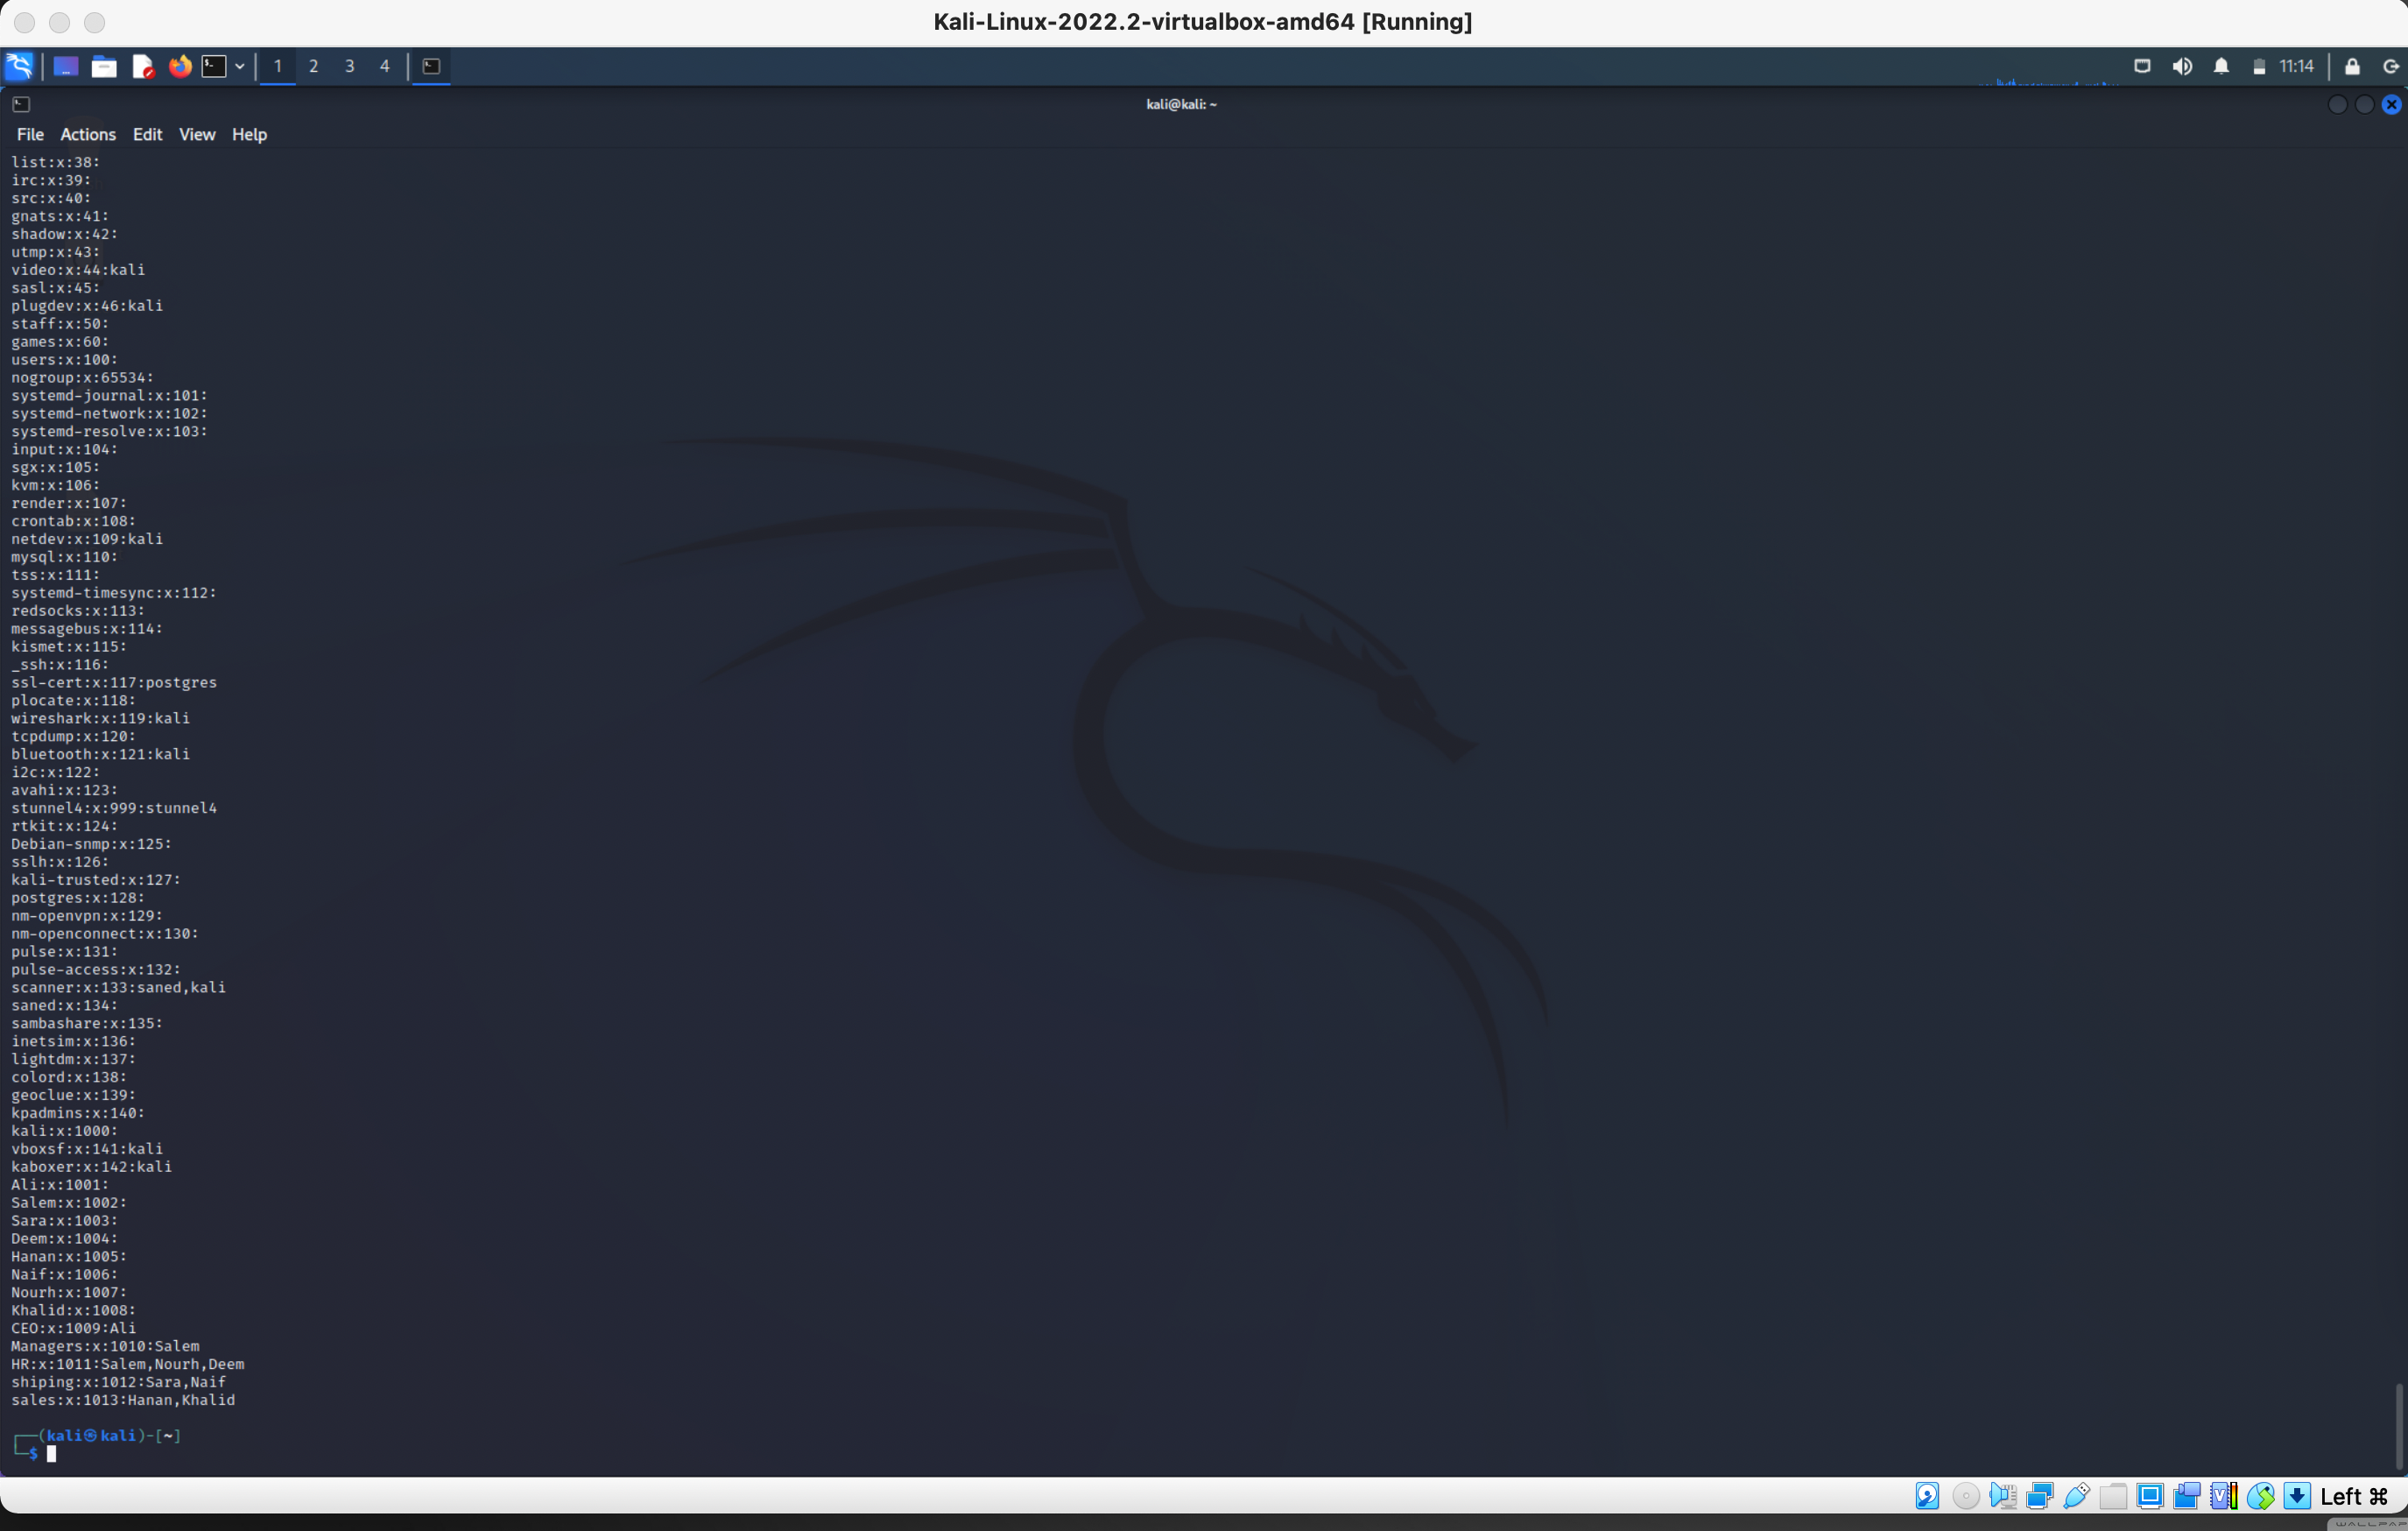 Kali-Linux-2022.2-virtualbox-amd64 [Running]
1 2 3 4
11:14
kali@kali: ~
File Actions Edit View Help
list:x:38:
irc:x:39:
src:x:40:
gnats:x:41:
shadow:x:42:
utmp:x:43:
video:x:44:kali
sasl:x:45:
plugdev:x:46:kali
staff:x:50:
games:x:60:
users:x:100:
nogroup:x:65534:
systemd-journal:x:101:
systemd-network:x:102:
systemd-resolve:x:103:
input:x:104:
sgx:x:105:
kvm:x:106:
render:x:107:
crontab:x:108:
netdev:x:109:kali
mysql:x:110:
tss:x:111:
systemd-timesync:x:112:
redsocks:x:113:
messagebus:x:114:
kismet:x:115:
_ssh:x:116:
ssl-cert:x:117:postgres
plocate:x:118:
wireshark:x:119:kali
tcpdump:x:120:
bluetooth:x:121:kali
i2c:x:122:
avahi:x:123:
stunnel4:x:999:stunnel4
rtkit:x:124:
Debian-snmp:x:125:
sslh:x:126:
kali-trusted:x:127:
postgres:x:128:
nm-openvpn:x:129:
nm-openconnect:x:130:
pulse:x:131:
pulse-access:x:132:
scanner:x:133:saned,kali
saned:x:134:
sambashare:x:135:
inetsim:x:136:
lightdm:x:137:
colord:x:138:
geoclue:x:139:
kpadmins:x:140:
kali:x:1000:
vboxsf:x:141:kali
kaboxer:x:142:kali
Ali:x:1001:
Salem:x:1002:
Sara:x:1003:
Deem:x:1004:
Hanan:x:1005:
Naif:x:1006:
Nourh:x:1007:
Khalid:x:1008:
CEO:x:1009:Ali
Managers:x:1010:Salem
HR:x:1011:Salem,Nourh,Deem
shiping:x:1012:Sara,Naif
sales:x:1013:Hanan,Khalid
┌──(kali㉿kali)-[~]
└─$
Left ⌘